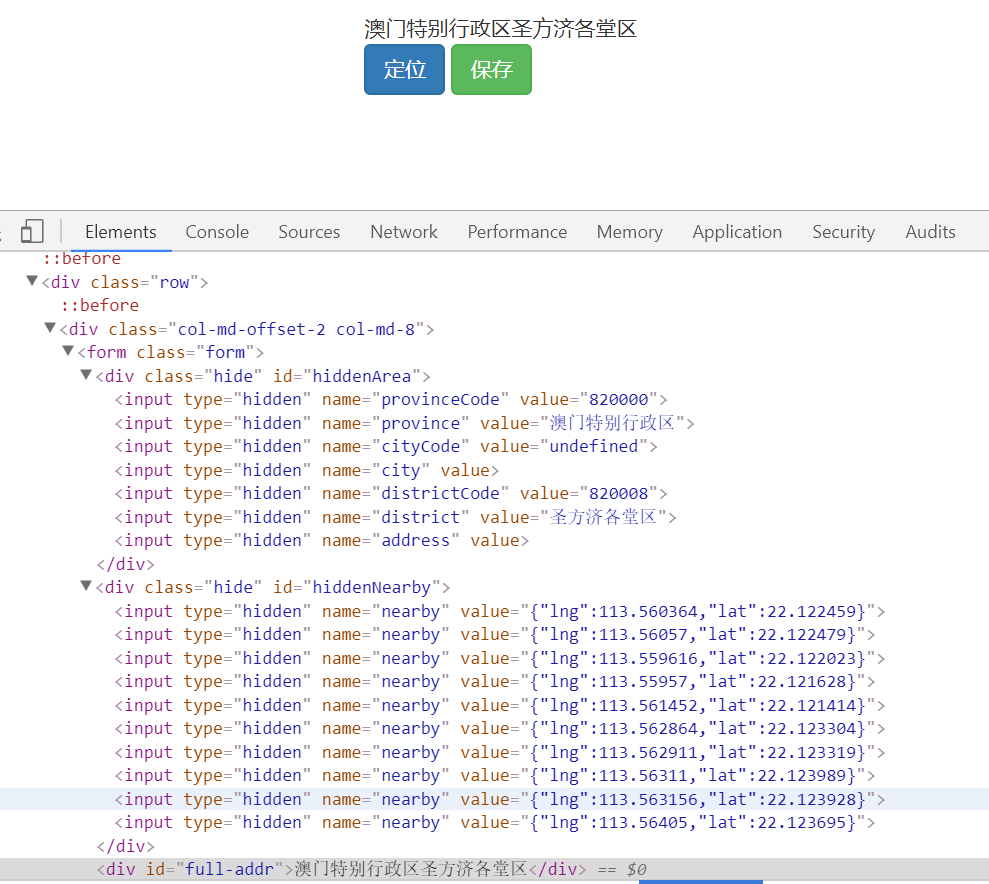 澳门特别行政区圣方济各堂区
定位 保存
Elements Console Sources Network Performance Memory Application Security Audits
::before
▼<div class="row">
::before
▼<div class="col-md-offset-2 col-md-8">
▼<form class="form">
▼<div class="hide" id="hiddenArea">
<input type="hidden" name="provinceCode" value="820000">
<input type="hidden" name="province" value="澳门特别行政区">
<input type="hidden" name="cityCode" value="undefined">
<input type="hidden" name="city" value>
<input type="hidden" name="districtCode" value="820008">
<input type="hidden" name="district" value="圣方济各堂区">
<input type="hidden" name="address" value>
</div>
▼<div class="hide" id="hiddenNearby">
<input type="hidden" name="nearby" value="{"lng":113.560364,"lat":22.122459}">
<input type="hidden" name="nearby" value="{"lng":113.56057,"lat":22.122479}">
<input type="hidden" name="nearby" value="{"lng":113.559616,"lat":22.122023}">
<input type="hidden" name="nearby" value="{"lng":113.55957,"lat":22.121628}">
<input type="hidden" name="nearby" value="{"lng":113.561452,"lat":22.121414}">
<input type="hidden" name="nearby" value="{"lng":113.562864,"lat":22.123304}">
<input type="hidden" name="nearby" value="{"lng":113.562911,"lat":22.123319}">
<input type="hidden" name="nearby" value="{"lng":113.56311,"lat":22.123989}">
<input type="hidden" name="nearby" value="{"lng":113.563156,"lat":22.123928}">
<input type="hidden" name="nearby" value="{"lng":113.56405,"lat":22.123695}">
</div>
<div id="full-addr">澳门特别行政区圣方济各堂区</div> == $0